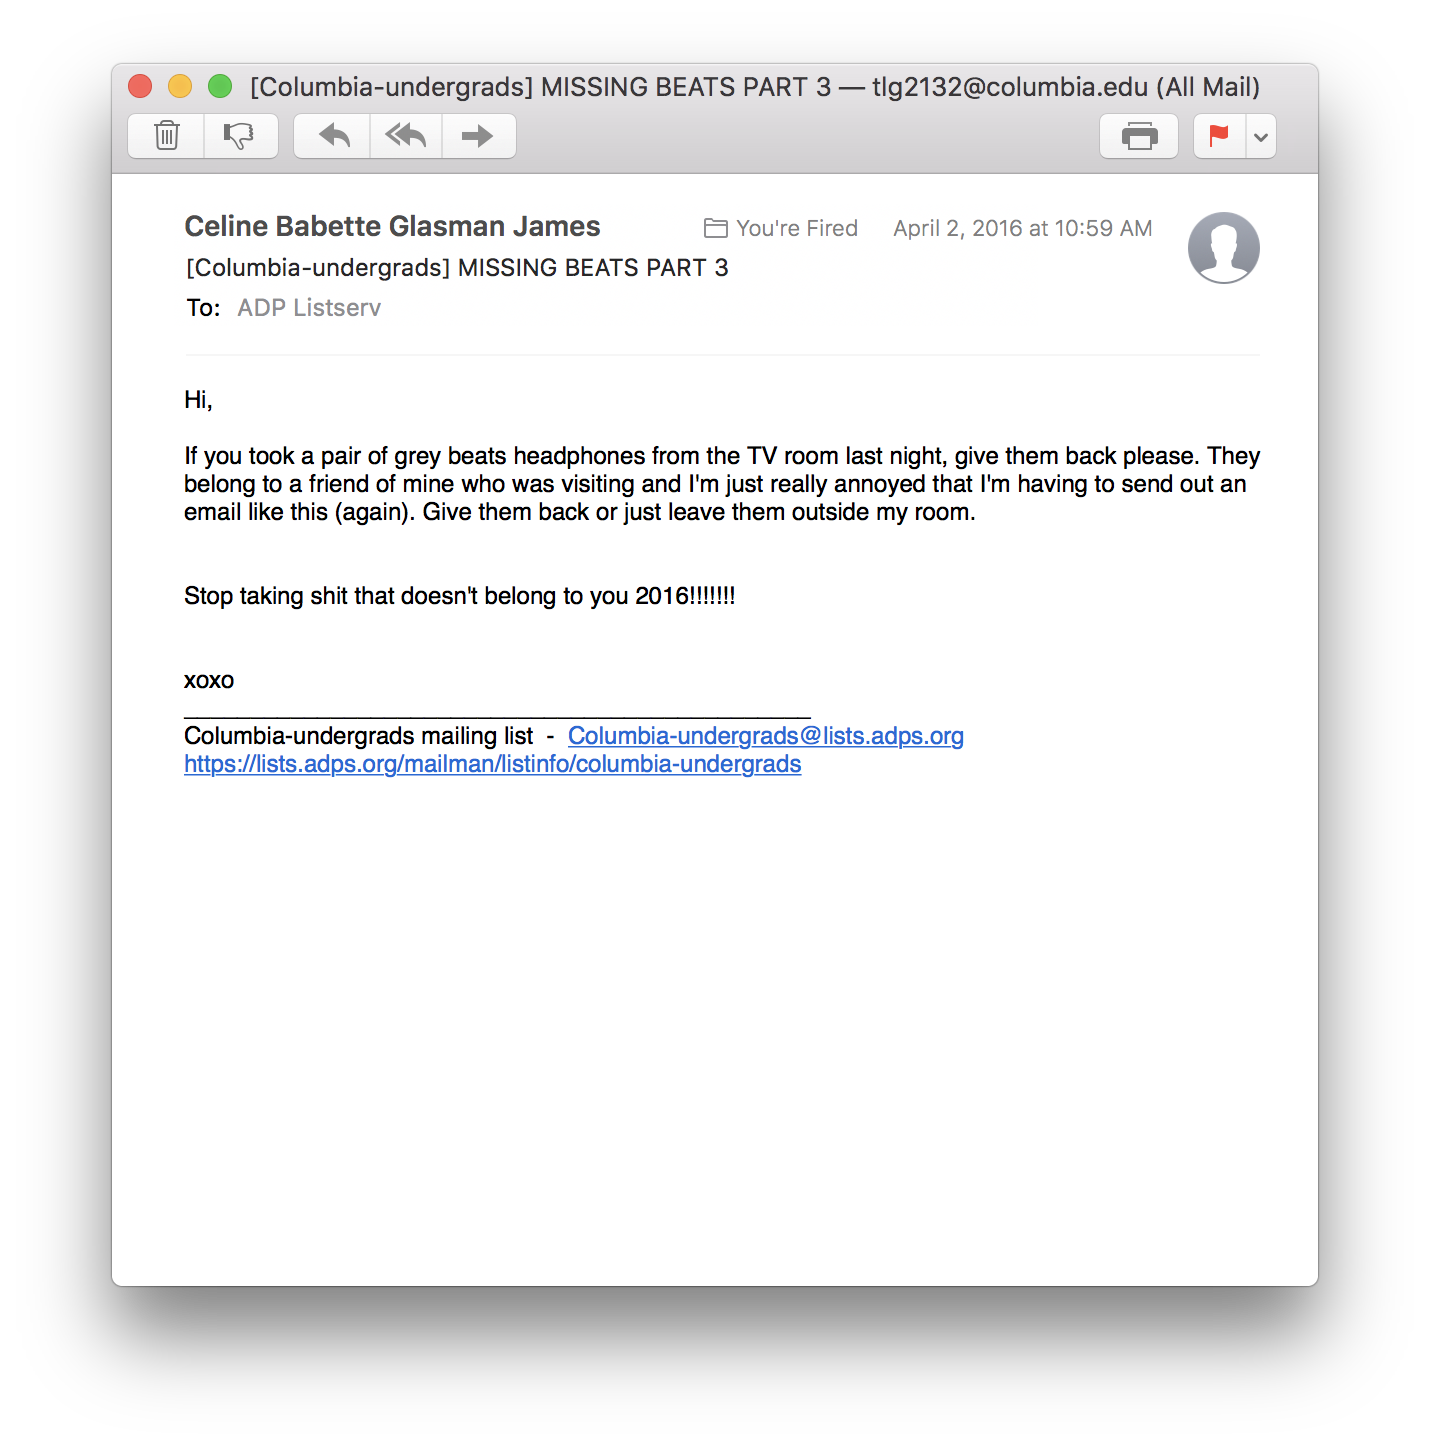 [Columbia-undergrads] MISSING BEATS PART 3 — tlg2132@columbia.edu (All Mail)
Celine Babette Glasman James
You're Fired
April 2, 2016 at 10:59 AM
[Columbia-undergrads] MISSING BEATS PART 3
To: ADP Listserv
Hi,
If you took a pair of grey beats headphones from the TV room last night, give them back please. They
belong to a friend of mine who was visiting and I'm just really annoyed that I'm having to send out an
email like this (again). Give them back or just leave them outside my room.
Stop taking shit that doesn't belong to you 2016!!!!!!!
xoxo
_______________________________________________
Columbia-undergrads mailing list  -  Columbia-undergrads@lists.adps.org
https://lists.adps.org/mailman/listinfo/columbia-undergrads